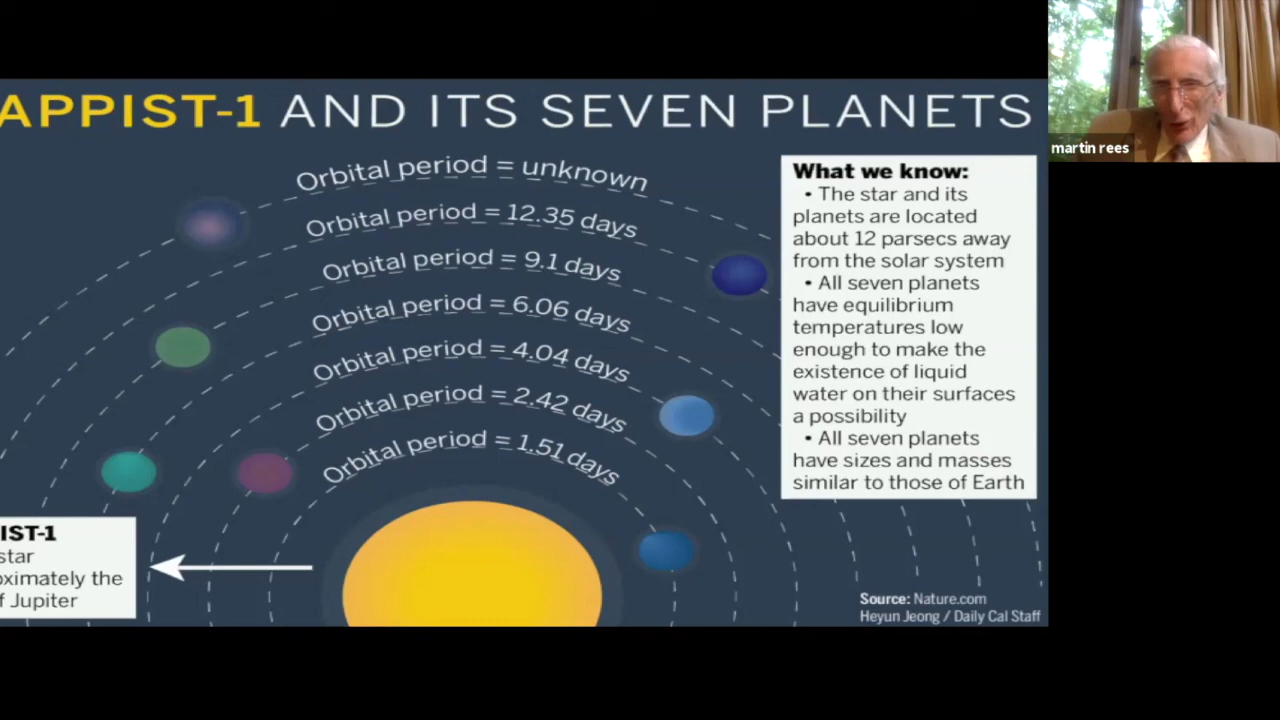 APPIST-1 AND ITS SEVEN PLANETS
martin rees
Orbital period = unknown
Orbital period = 12.35 days
Orbital period = 9.1 days
Orbital period = 6.06 days
Orbital period = 4.04 days
Orbital period = 2.42 days
Orbital period = 1.51 days
What we know:
• The star and its
planets are located
about 12 parsecs away
from the solar system
• All seven planets
have equilibrium
temperatures low
enough to make the
existence of liquid
water on their surfaces
a possibility
• All seven planets
have sizes and masses
similar to those of Earth
IST-1
star
oximately the
f Jupiter
Source: Nature.com
Heyun Jeong / Daily Cal Staff